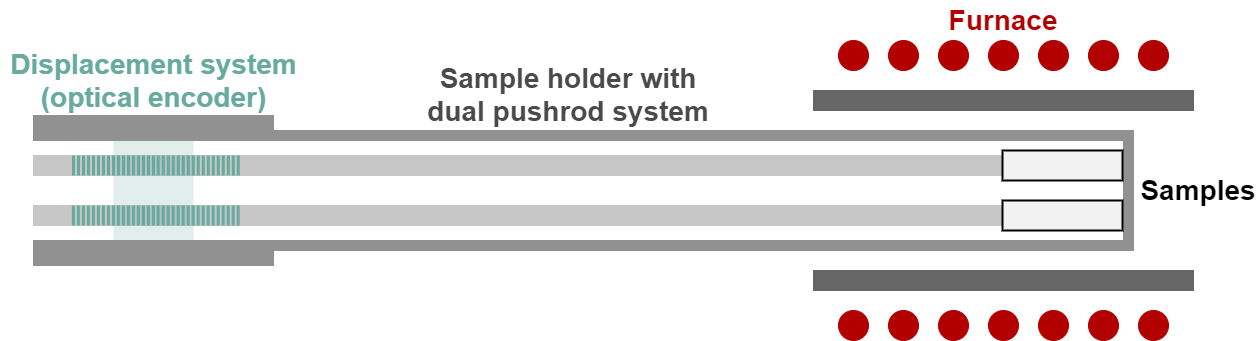 Furnace
Displacement system
(optical encoder)
Sample holder with
dual pushrod system
Samples